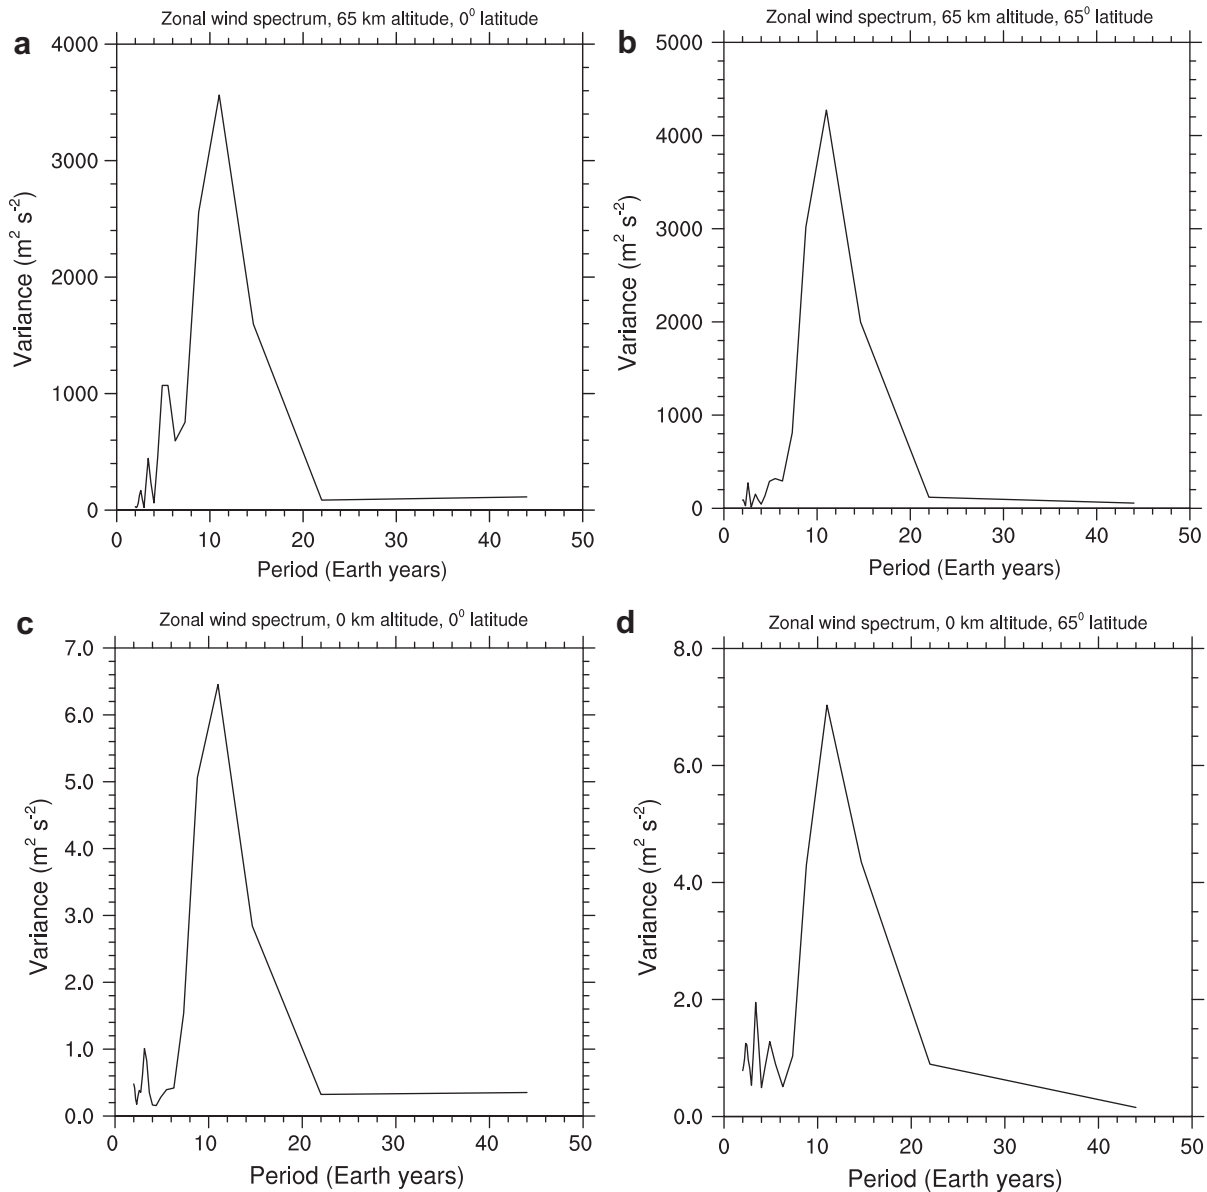 a
Zonal wind spectrum, 65 km altitude, 0⁰ latitude
4000
3000
2000
1000
0
Variance (m² s⁻²)
0 10 20 30 40 50
Period (Earth years)
b
Zonal wind spectrum, 65 km altitude, 65⁰ latitude
5000
4000
3000
2000
1000
0
Variance (m² s⁻²)
0 10 20 30 40 50
Period (Earth years)
c
Zonal wind spectrum, 0 km altitude, 0⁰ latitude
7.0
6.0
5.0
4.0
3.0
2.0
1.0
0.0
Variance (m² s⁻²)
0 10 20 30 40 50
Period (Earth years)
d
Zonal wind spectrum, 0 km altitude, 65⁰ latitude
8.0
6.0
4.0
2.0
0.0
Variance (m² s⁻²)
0 10 20 30 40 50
Period (Earth years)